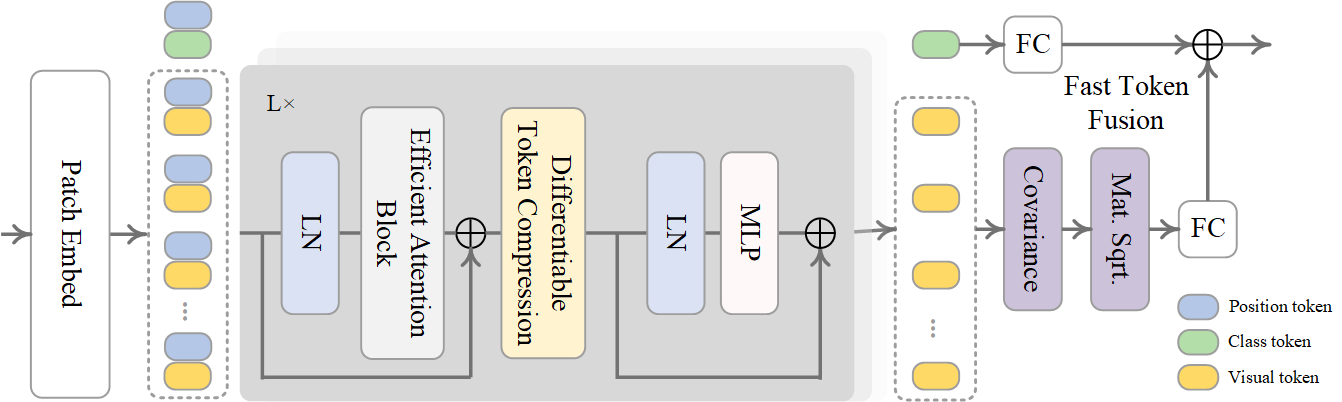 Patch Embed
L×
LN
Efficient Attention
Block
Differentiable
Token Compression
LN
MLP
FC
Fast Token
Fusion
Covariance
Mat. Sqrt.
FC
Position token
Class token
Visual token